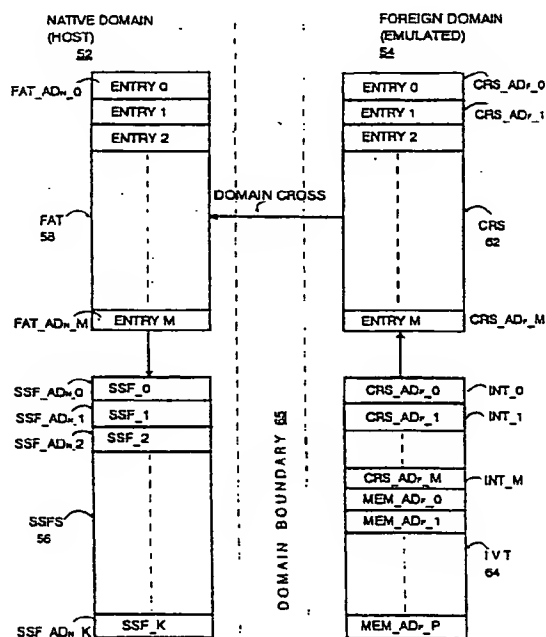 NATIVE DOMAIN
(HOST)
52
FAT_ADN_0
ENTRY 0
ENTRY 1
ENTRY 2
FAT
58
FAT_ADN_M
ENTRY M
SSF_ADN_0
SSF_0
SSF_ADN_1
SSF_1
SSF_ADN_2
SSF_2
SSFS
56
SSF_ADN_K
SSF_K
DOMAIN CROSS
DOMAIN BOUNDARY 65
FOREIGN DOMAIN
(EMULATED)
54
ENTRY 0
CRS_ADF_0
ENTRY 1
CRS_ADF_1
ENTRY 2
CRS
62
ENTRY M
CRS_ADF_M
CRS_ADF_0
INT_0
CRS_ADF_1
INT_1
CRS_ADF_M
INT_M
MEM_ADF_0
MEM_ADF_1
IVT
64
MEM_ADF_P